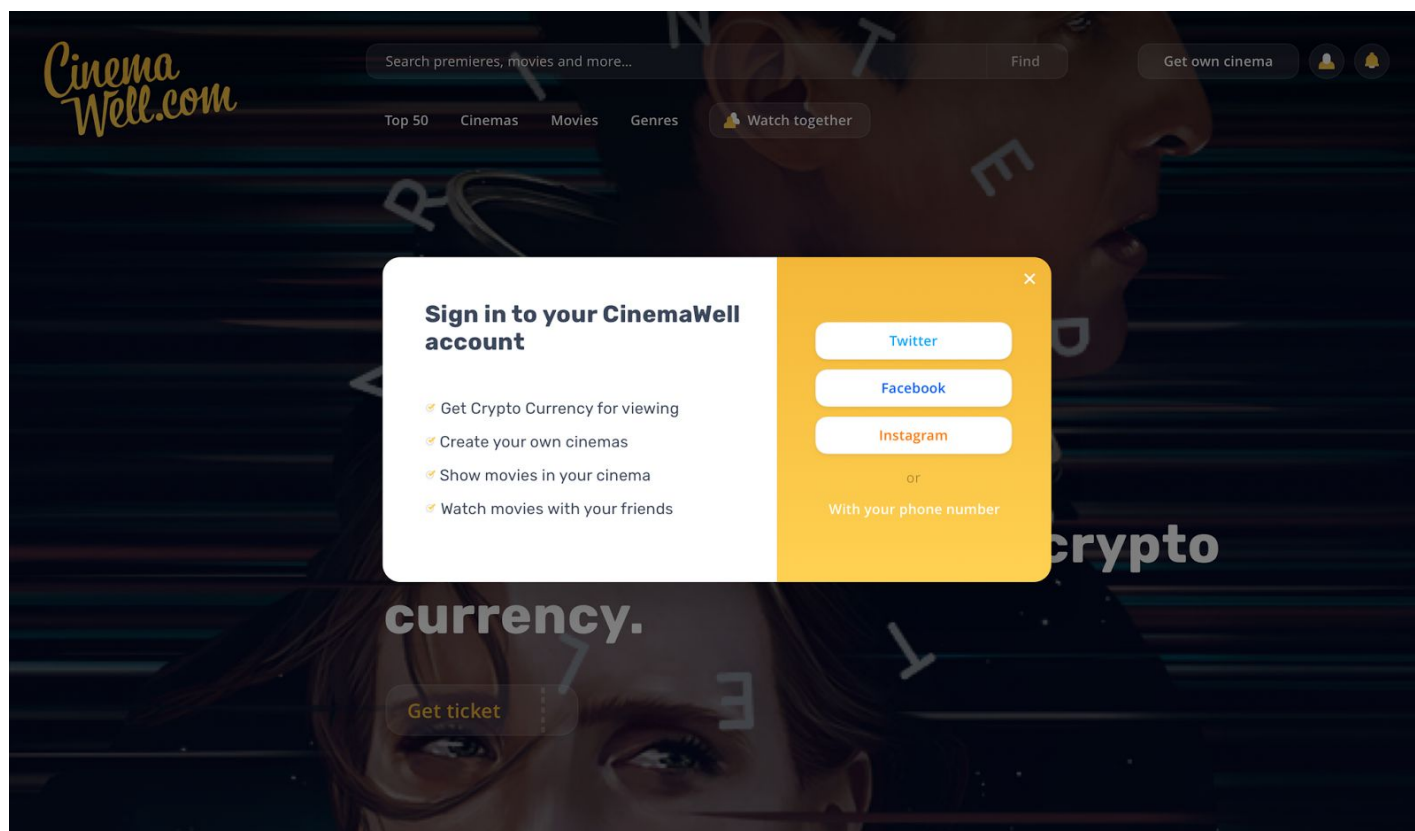 Cinema
Well.com
Search premieres, movies and more...
Find
Get own cinema
Top 50
Cinemas
Movies
Genres
Watch together
Sign in to your CinemaWell
account
Get Crypto Currency for viewing
Create your own cinemas
Show movies in your cinema
Watch movies with your friends
Twitter
Facebook
Instagram
or
With your phone number
crypto
currency.
Get ticket